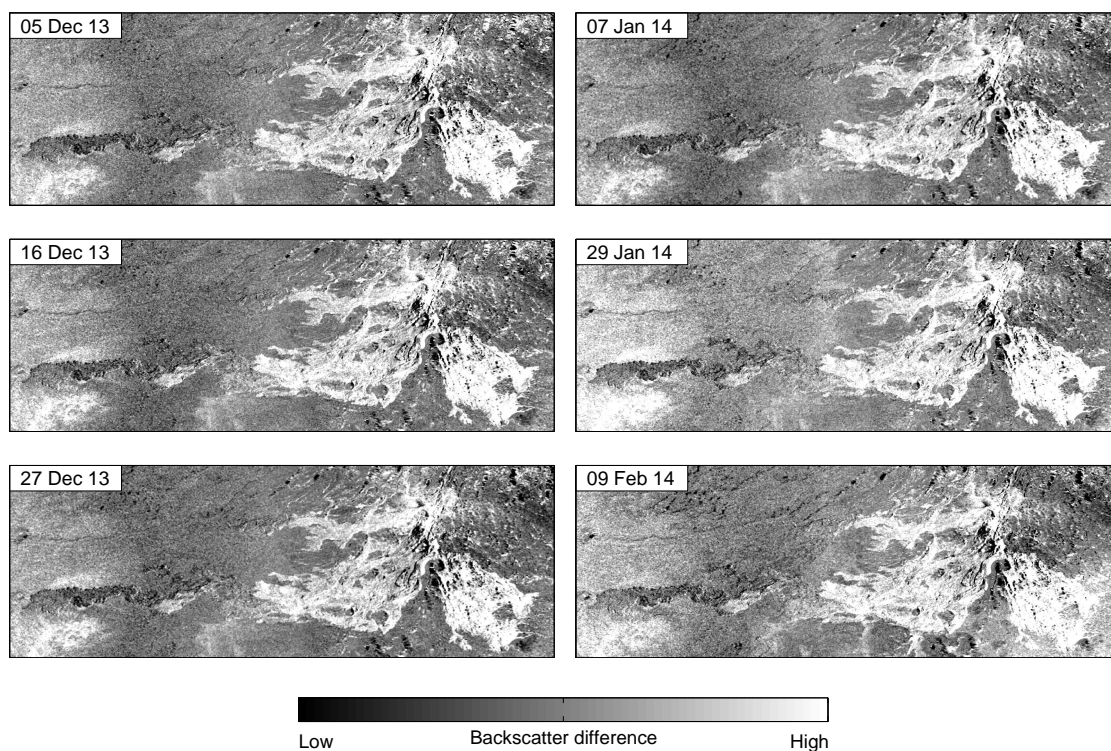 05 Dec 13
07 Jan 14
16 Dec 13
29 Jan 14
27 Dec 13
09 Feb 14
Low Backscatter difference High